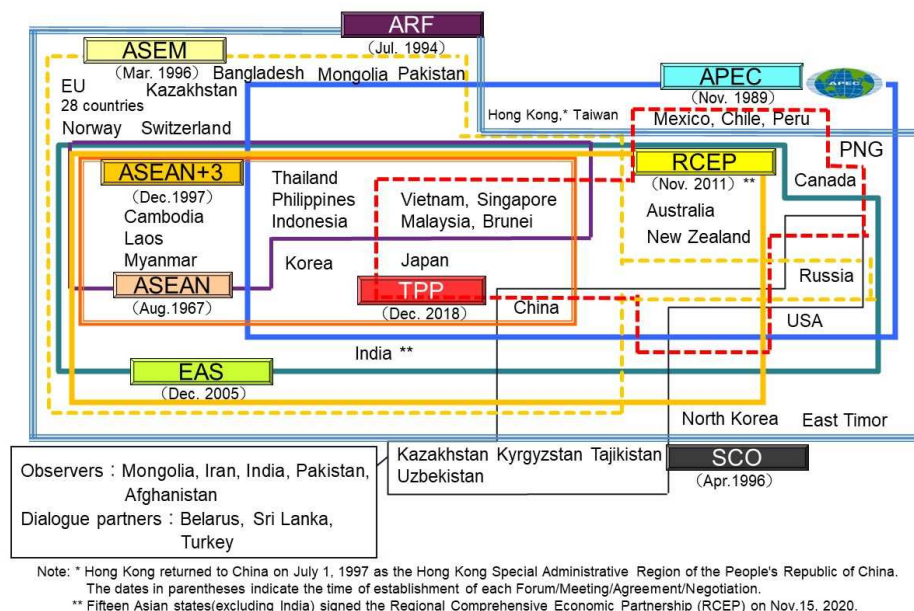 ARF
(Jul. 1994)
ASEM
(Mar. 1996)
EU
28 countries
Kazakhstan
Bangladesh
Mongolia
Pakistan
Norway
Switzerland
APEC
(Nov. 1989)
APEC
Hong Kong,* Taiwan
Mexico, Chile, Peru
PNG
Canada
ASEAN+3
(Dec.1997)
Cambodia
Laos
Myanmar
Thailand
Philippines
Indonesia
Vietnam, Singapore
Malaysia, Brunei
RCEP
(Nov. 2011) **
Australia
New Zealand
Korea
Japan
ASEAN
(Aug.1967)
TPP
(Dec. 2018)
China
Russia
USA
India **
EAS
(Dec. 2005)
North Korea
East Timor
Observers : Mongolia, Iran, India, Pakistan,
Afghanistan
Dialogue partners : Belarus, Sri Lanka,
Turkey
Kazakhstan Kyrgyzstan Tajikistan
Uzbekistan
SCO
(Apr.1996)
Note: * Hong Kong returned to China on July 1, 1997 as the Hong Kong Special Administrative Region of the People's Republic of China.
The dates in parentheses indicate the time of establishment of each Forum/Meeting/Agreement/Negotiation.
** Fifteen Asian states(excluding India) signed the Regional Comprehensive Economic Partnership (RCEP) on Nov.15, 2020.